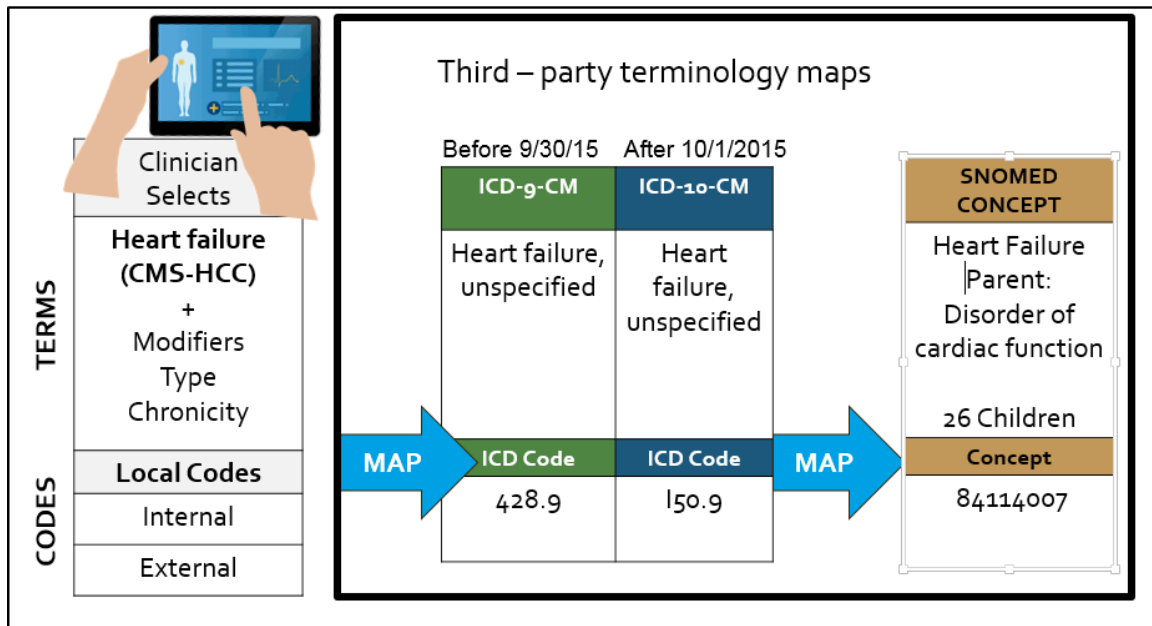 Third – party terminology maps
Clinician
Selects
Heart failure
(CMS-HCC)
+
Modifiers
Type
Chronicity
Local Codes
Internal
External
TERMS
CODES
MAP
Before 9/30/15
After 10/1/2015
ICD-9-CM
ICD-10-CM
Heart failure,
unspecified
Heart
failure,
unspecified
ICD Code
ICD Code
428.9
I50.9
MAP
SNOMED
CONCEPT
Heart Failure
Parent:
Disorder of
cardiac function
26 Children
Concept
84114007